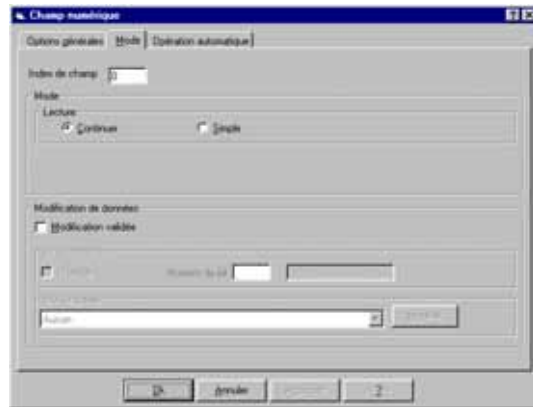 Champ numérique
Options générales Mode Opération automatique
Index de champ 0
Mode
Lecture
Continue Simple
Modification de données
Modification validée
Numéro de bit
Aucun
Ok Annuler ?